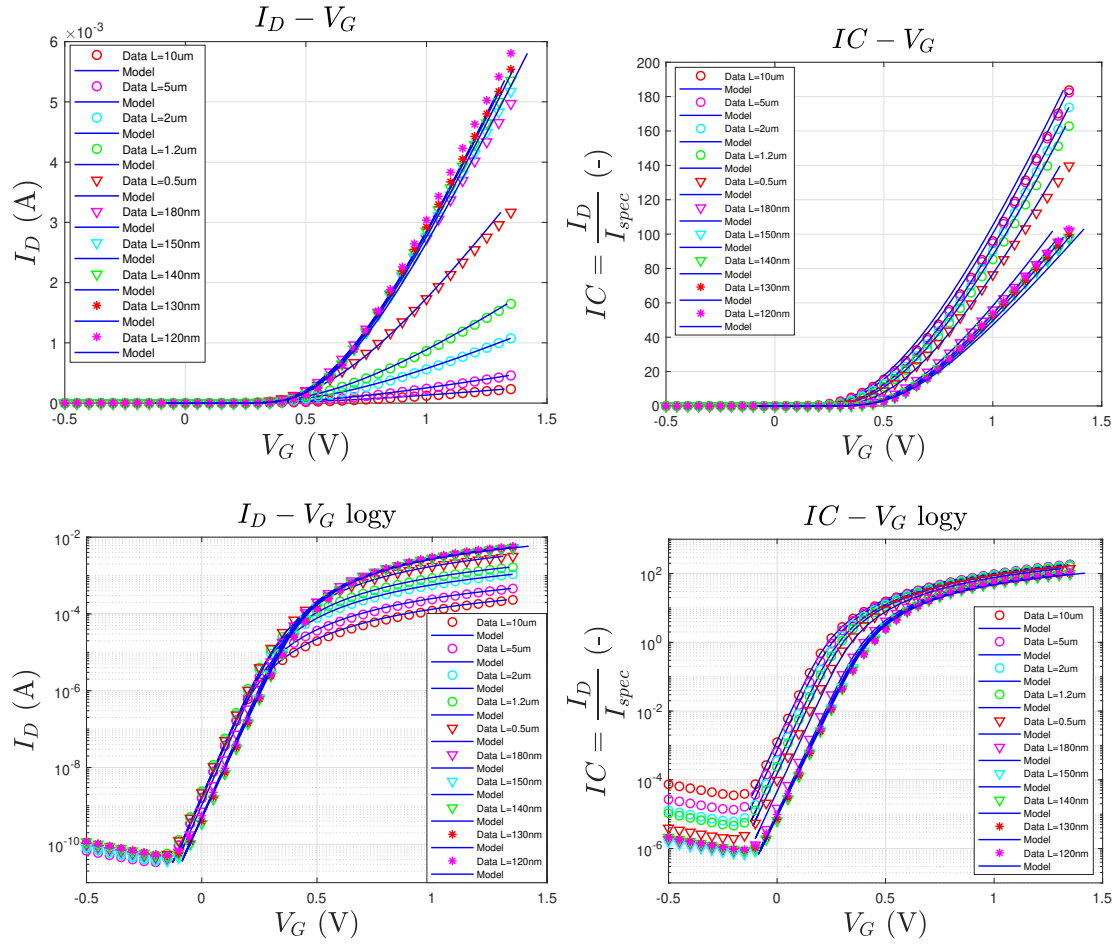 I_D − V_G
×10⁻³
6
5
4
3
2
1
0
-0.5
0
0.5
1
1.5
I_D (A)
V_G (V)
Data L=10um
Model
Data L=5um
Model
Data L=2um
Model
Data L=1.2um
Model
Data L=0.5um
Model
Data L=180nm
Model
Data L=150nm
Model
Data L=140nm
Model
Data L=130nm
Model
Data L=120nm
Model
IC − V_G
200
180
160
140
120
100
80
60
40
20
0
-0.5
0
0.5
1
1.5
IC = I_D / I_spec (-)
V_G (V)
Data L=10um
Model
Data L=5um
Model
Data L=2um
Model
Data L=1.2um
Model
Data L=0.5um
Model
Data L=180nm
Model
Data L=150nm
Model
Data L=140nm
Model
Data L=130nm
Model
Data L=120nm
Model
I_D − V_G logy
10⁻²
10⁻⁴
10⁻⁶
10⁻⁸
10⁻¹⁰
-0.5
0
0.5
1
1.5
I_D (A)
V_G (V)
Data L=10um
Model
Data L=5um
Model
Data L=2um
Model
Data L=1.2um
Model
Data L=0.5um
Model
Data L=180nm
Model
Data L=150nm
Model
Data L=140nm
Model
Data L=130nm
Model
Data L=120nm
Model
IC − V_G logy
10²
10⁰
10⁻²
10⁻⁴
10⁻⁶
-0.5
0
0.5
1
1.5
IC = I_D / I_spec (-)
V_G (V)
Data L=10um
Model
Data L=5um
Model
Data L=2um
Model
Data L=1.2um
Model
Data L=0.5um
Model
Data L=180nm
Model
Data L=150nm
Model
Data L=140nm
Model
Data L=130nm
Model
Data L=120nm
Model